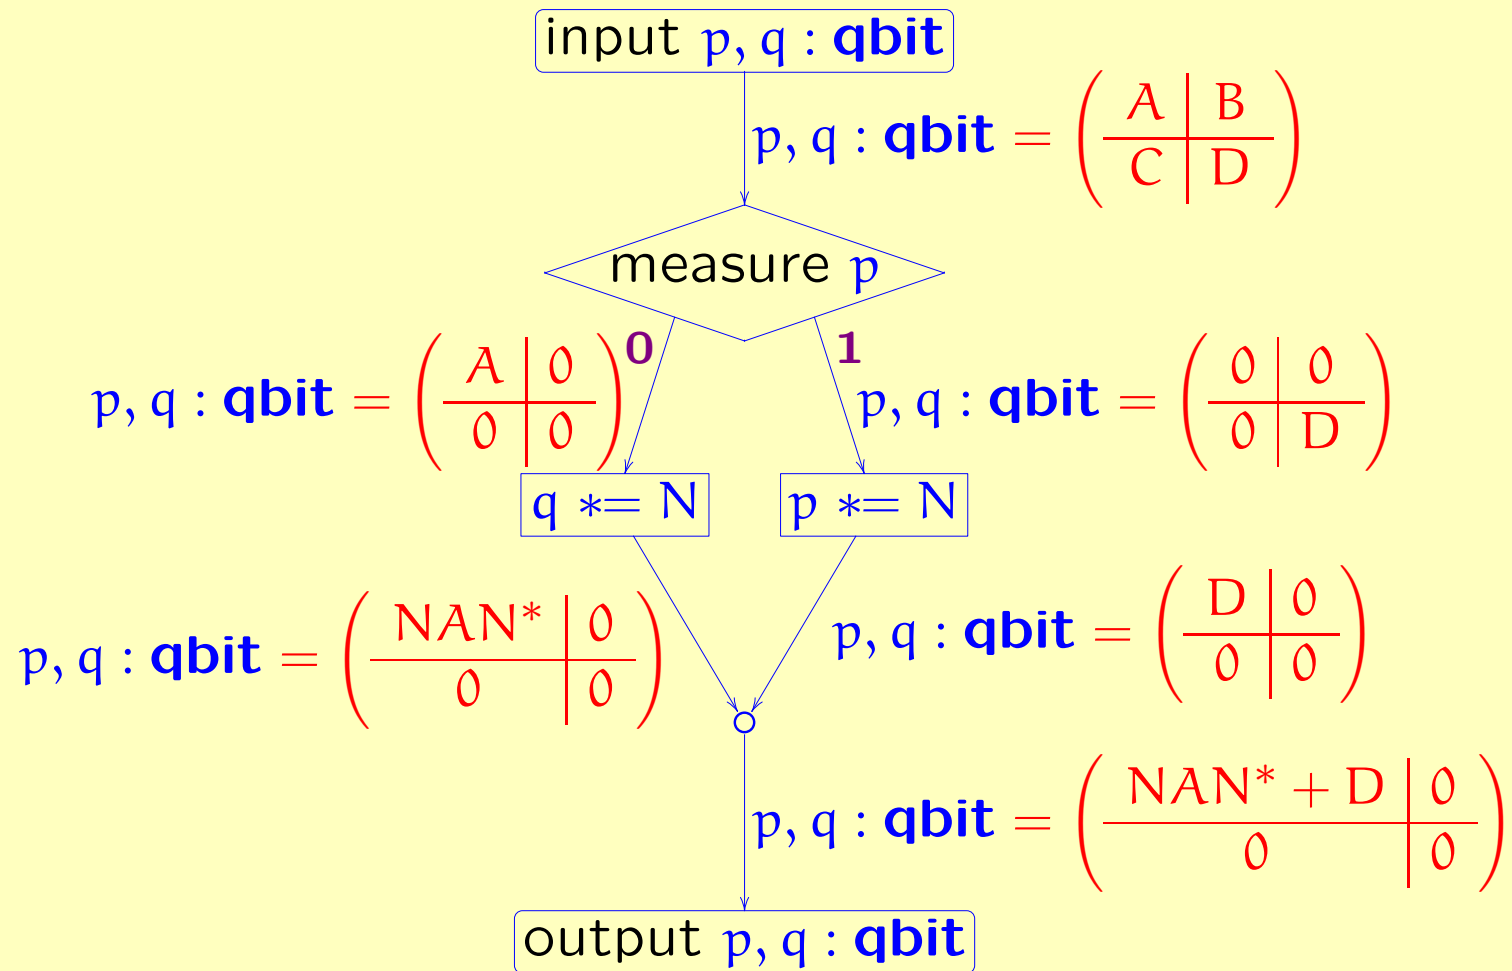 input p, q : qbit
p, q : qbit = ( A | B )
( C | D )
measure p
0 1
p, q : qbit = ( A | 0 )
( 0 | 0 )
p, q : qbit = ( 0 | 0 )
( 0 | D )
q *= N
p *= N
p, q : qbit = ( NAN* | 0 )
( 0 | 0 )
p, q : qbit = ( D | 0 )
( 0 | 0 )
p, q : qbit = ( NAN* + D | 0 )
( 0 | 0 )
output p, q : qbit